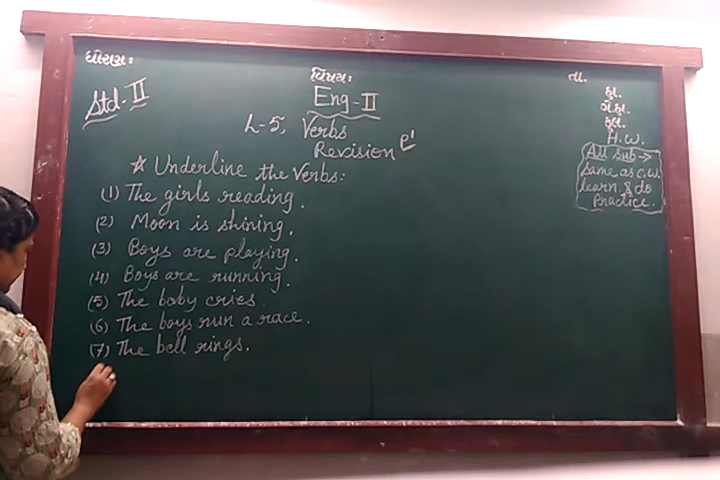 ધોરણ:
વિષય:
તા.
Std-II
Eng-II
હા.
ગેહા.
કુલ.
L-5, Verbs
Revision
H.W.
All Sub→
Same as C.W.
learn & do
Practice.
☆ Underline the Verbs:
(1) The girls reading.
(2) Moon is shining.
(3) Boys are playing.
(4) Boys are running.
(5) The baby cries.
(6) The boys run a race.
(7) The bell rings.